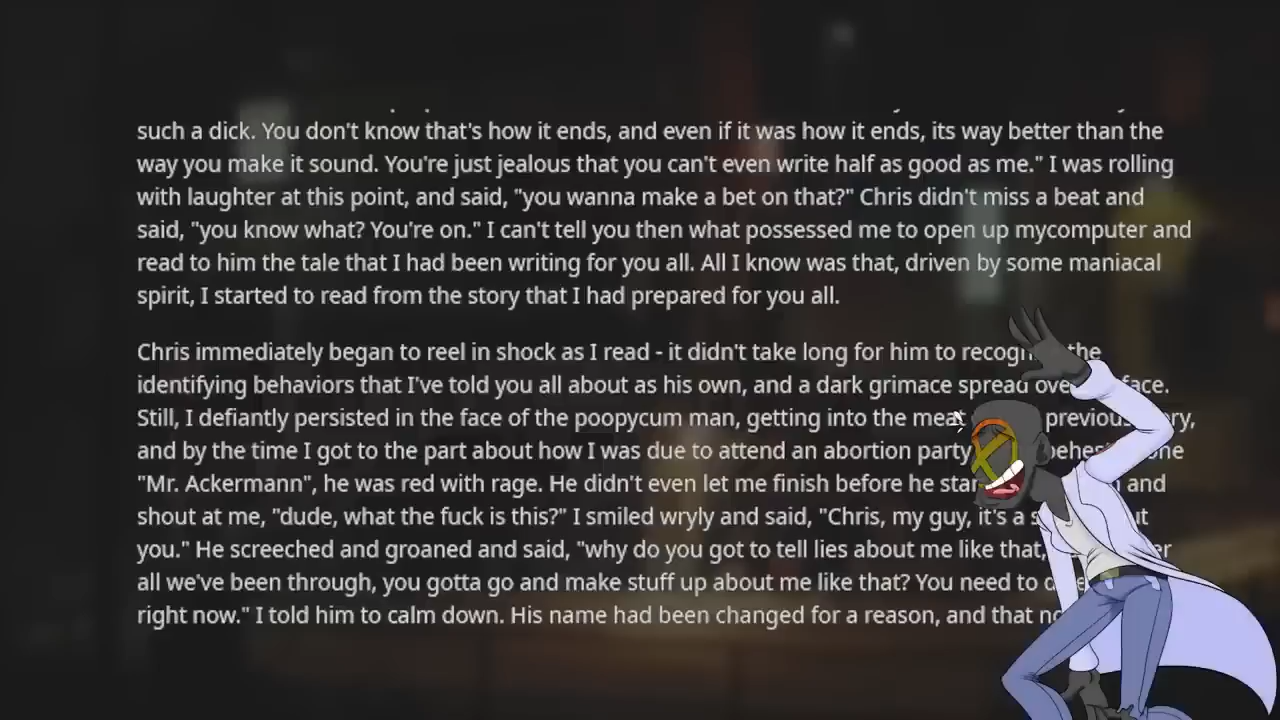 such a dick. You don't know that's how it ends, and even if it was how it ends, its way better than the
way you make it sound. You're just jealous that you can't even write half as good as me." I was rolling
with laughter at this point, and said, "you wanna make a bet on that?" Chris didn't miss a beat and
said, "you know what? You're on." I can't tell you then what possessed me to open up mycomputer and
read to him the tale that I had been writing for you all. All I know was that, driven by some maniacal
spirit, I started to read from the story that I had prepared for you all.
Chris immediately began to reel in shock as I read - it didn't take long for him to the
identifying behaviors that I've told you all about as his own, and a dark grimace spread
Still, I defiantly persisted in the face of the poopycum man, getting into the meat previous
and by the time I got to the part about how I was due to attend an abortion party
"Mr. Ackermann", he was red with rage. He didn't even let me finish before he and
shout at me, "dude, what the fuck is this?" I smiled wryly and said, "Chris, my guy, it's a
you." He screeched and groaned and said, "why do you got to tell lies about me like that,
all we've been through, you gotta go and make stuff up about me like that? You need to
right now." I told him to calm down. His name had been changed for a reason, and that